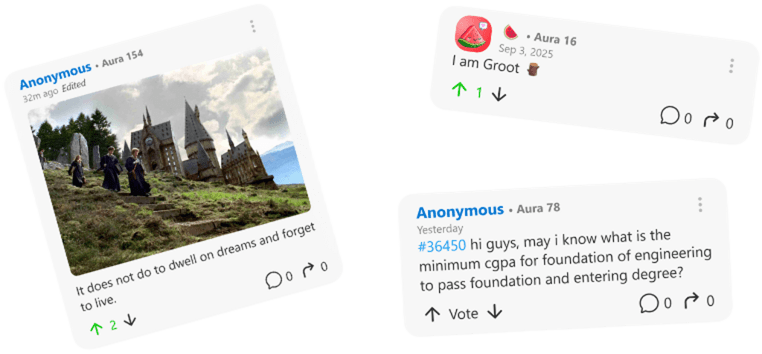 Anonymous • Aura 154
32m ago Edited
It does not do to dwell on dreams and forget
to live.
2
0
0
• Aura 16
Sep 3, 2025
I am Groot
1
0
0
Anonymous • Aura 78
Yesterday
#36450 hi guys, may i know what is the
minimum cgpa for foundation of engineering
to pass foundation and entering degree?
Vote
0
0